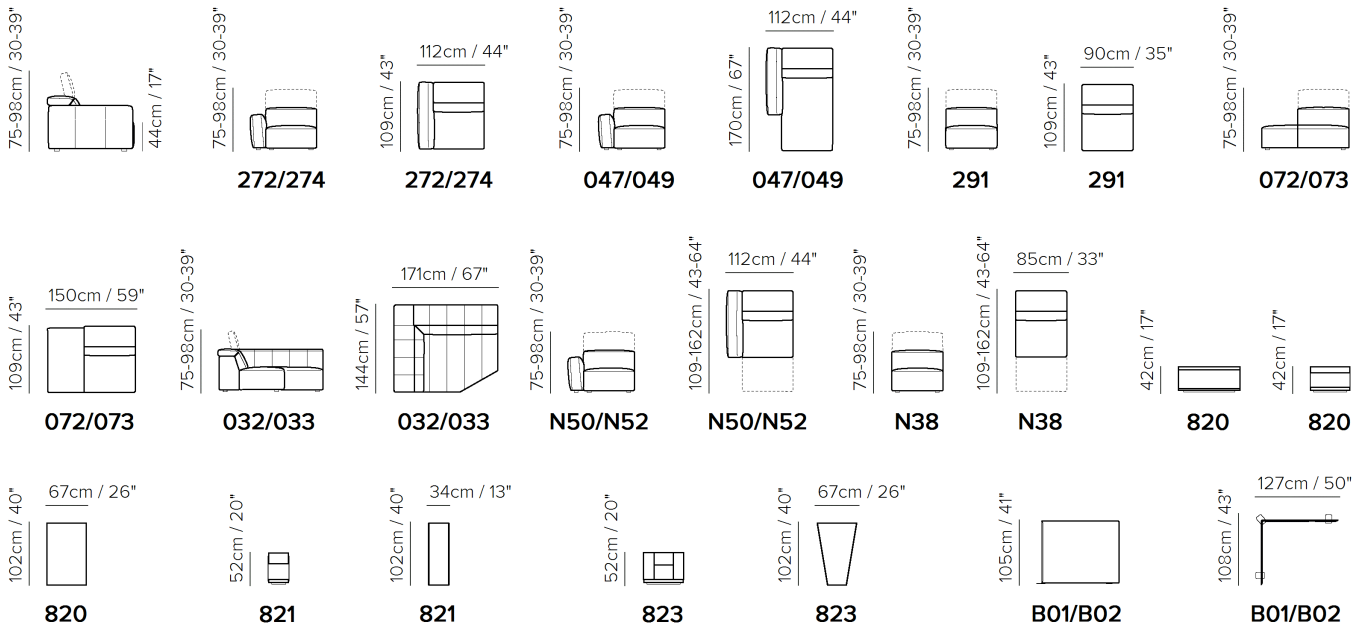 75-98cm / 30-39"
44cm / 17"
75-98cm / 30-39"
272/274
109cm / 43"
112cm / 44"
272/274
75-98cm / 30-39"
047/049
170cm / 67"
112cm / 44"
047/049
75-98cm / 30-39"
291
109cm / 43"
90cm / 35"
291
75-98cm / 30-39"
072/073
109cm / 43"
150cm / 59"
072/073
75-98cm / 30-39"
032/033
144cm / 57"
171cm / 67"
032/033
75-98cm / 30-39"
N50/N52
109-162cm / 43-64"
112cm / 44"
N50/N52
75-98cm / 30-39"
N38
109-162cm / 43-64"
85cm / 33"
N38
42cm / 17"
820
42cm / 17"
820
102cm / 40"
67cm / 26"
820
52cm / 20"
821
102cm / 40"
34cm / 13"
821
52cm / 20"
823
102cm / 40"
67cm / 26"
823
105cm / 41"
B01/B02
108cm / 43"
127cm / 50"
B01/B02